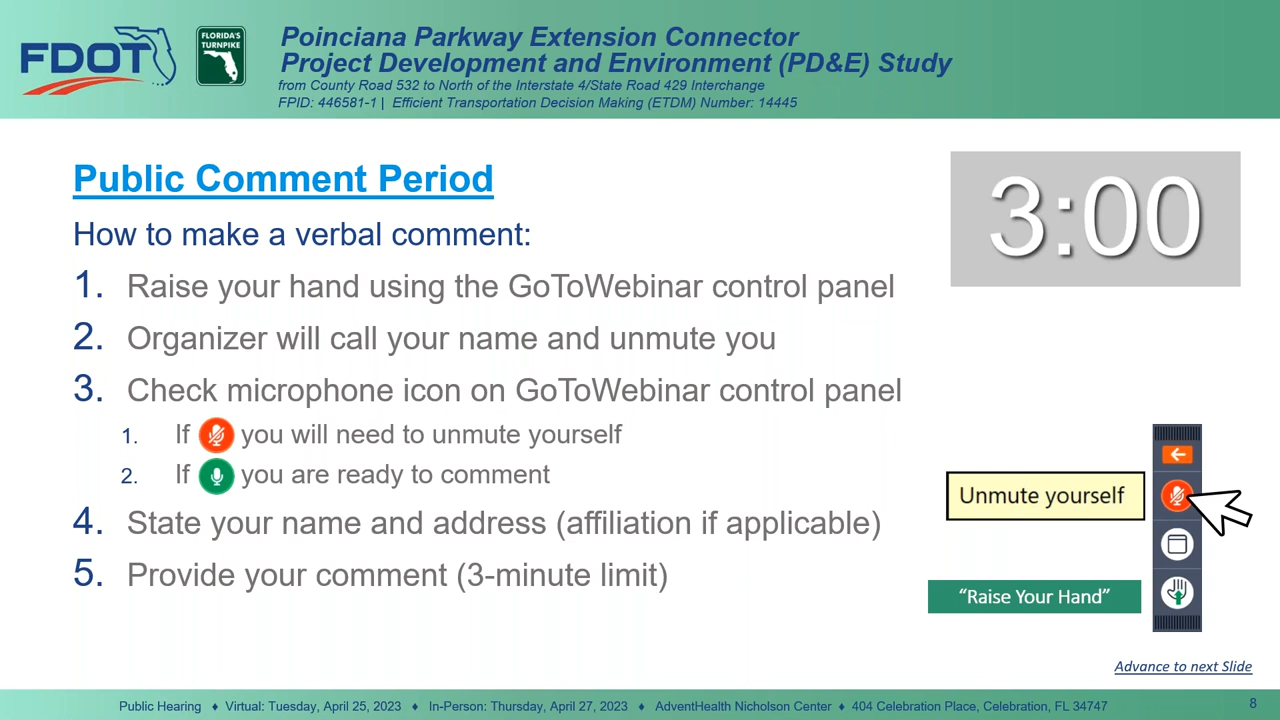 FDOT
FLORIDA'S
TURNPIKE
Poinciana Parkway Extension Connector
Project Development and Environment (PD&E) Study
from County Road 532 to North of the Interstate 4/State Road 429 Interchange
FPID: 446581-1 | Efficient Transportation Decision Making (ETDM) Number: 14445
Public Comment Period
3:00
How to make a verbal comment:
1. Raise your hand using the GoToWebinar control panel
2. Organizer will call your name and unmute you
3. Check microphone icon on GoToWebinar control panel
1. If you will need to unmute yourself
2. If you are ready to comment
4. State your name and address (affiliation if applicable)
5. Provide your comment (3-minute limit)
Unmute yourself
“Raise Your Hand”
Advance to next Slide
Public Hearing ♦ Virtual: Tuesday, April 25, 2023 ♦ In-Person: Thursday, April 27, 2023 ♦ AdventHealth Nicholson Center ♦ 404 Celebration Place, Celebration, FL 34747
8